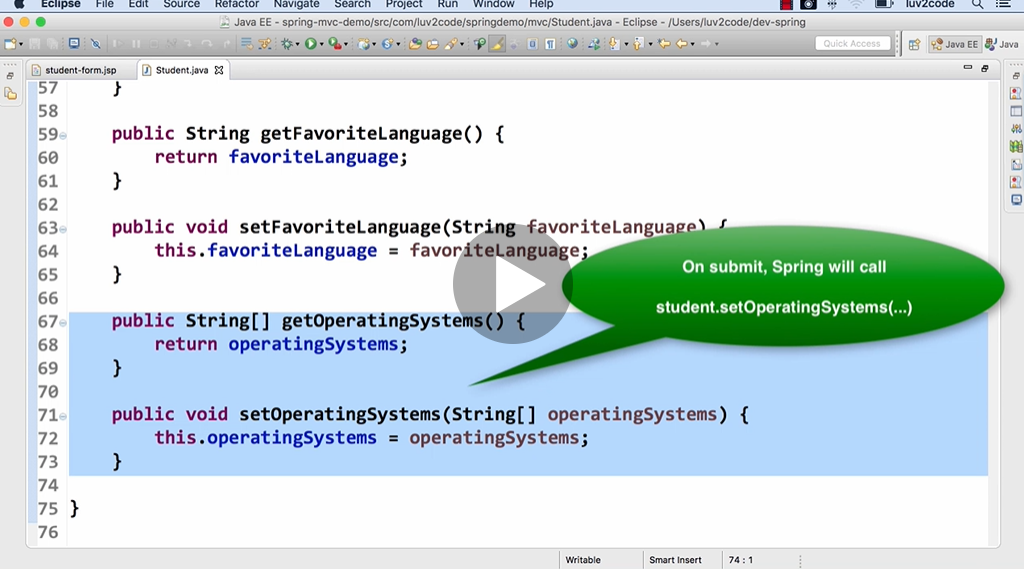 Eclipse File Edit Source Refactor Navigate Search Project Run Window Help luv2code
Java EE - spring-mvc-demo/src/com/luv2code/springdemo/mvc/Student.java - Eclipse - /Users/luv2code/dev-spring
Quick Access Java EE Java
student-form.jsp Student.java
57 }
58
59 public String getFavoriteLanguage() {
60 return favoriteLanguage;
61 }
62
63 public void setFavoriteLanguage(String favoriteLanguage) {
64 this.favoriteLanguage = favoriteLanguage;
65 }
66
67 public String[] getOperatingSystems() {
68 return operatingSystems;
69 }
70
71 public void setOperatingSystems(String[] operatingSystems) {
72 this.operatingSystems = operatingSystems;
73 }
74
75 }
76
On submit, Spring will call
student.setOperatingSystems(...)
Writable Smart Insert 74 : 1